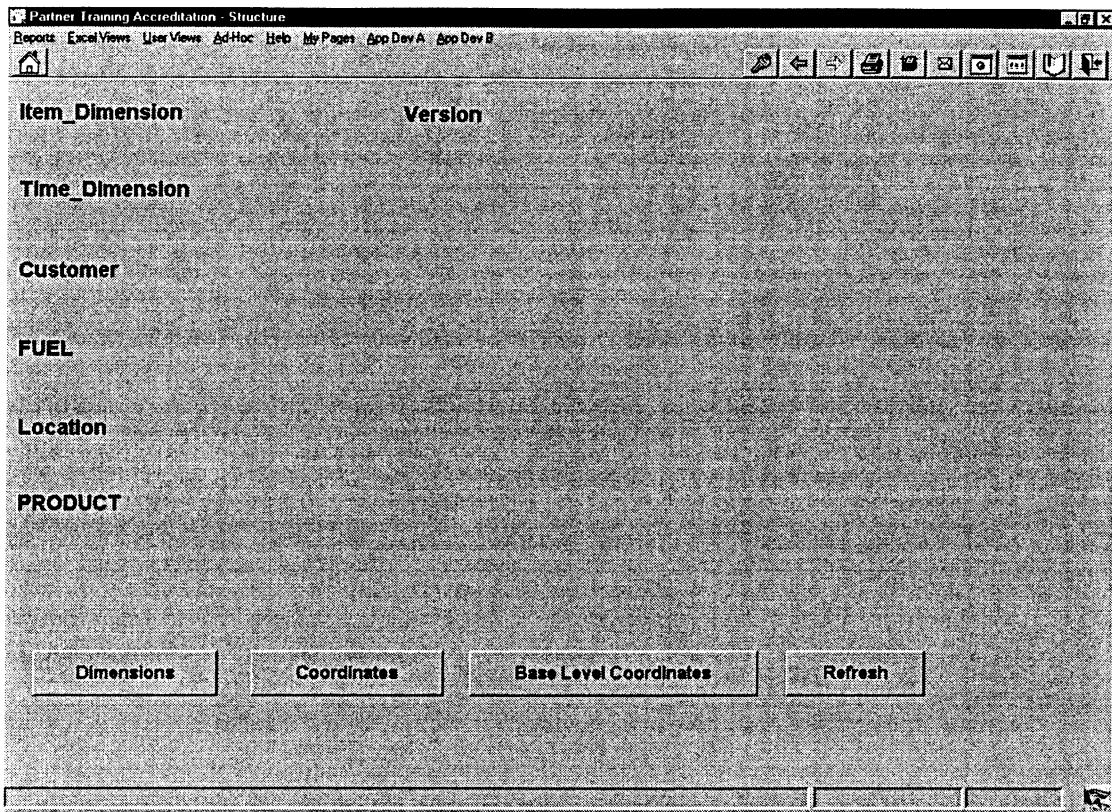 Partner Training Accreditation - Structure
Reports Excel Views User Views Ad-Hoc Help My Pages App Dev A App Dev B
Item_Dimension Version
Time_Dimension
Customer
FUEL
Location
PRODUCT
Dimensions Coordinates Base Level Coordinates Refresh